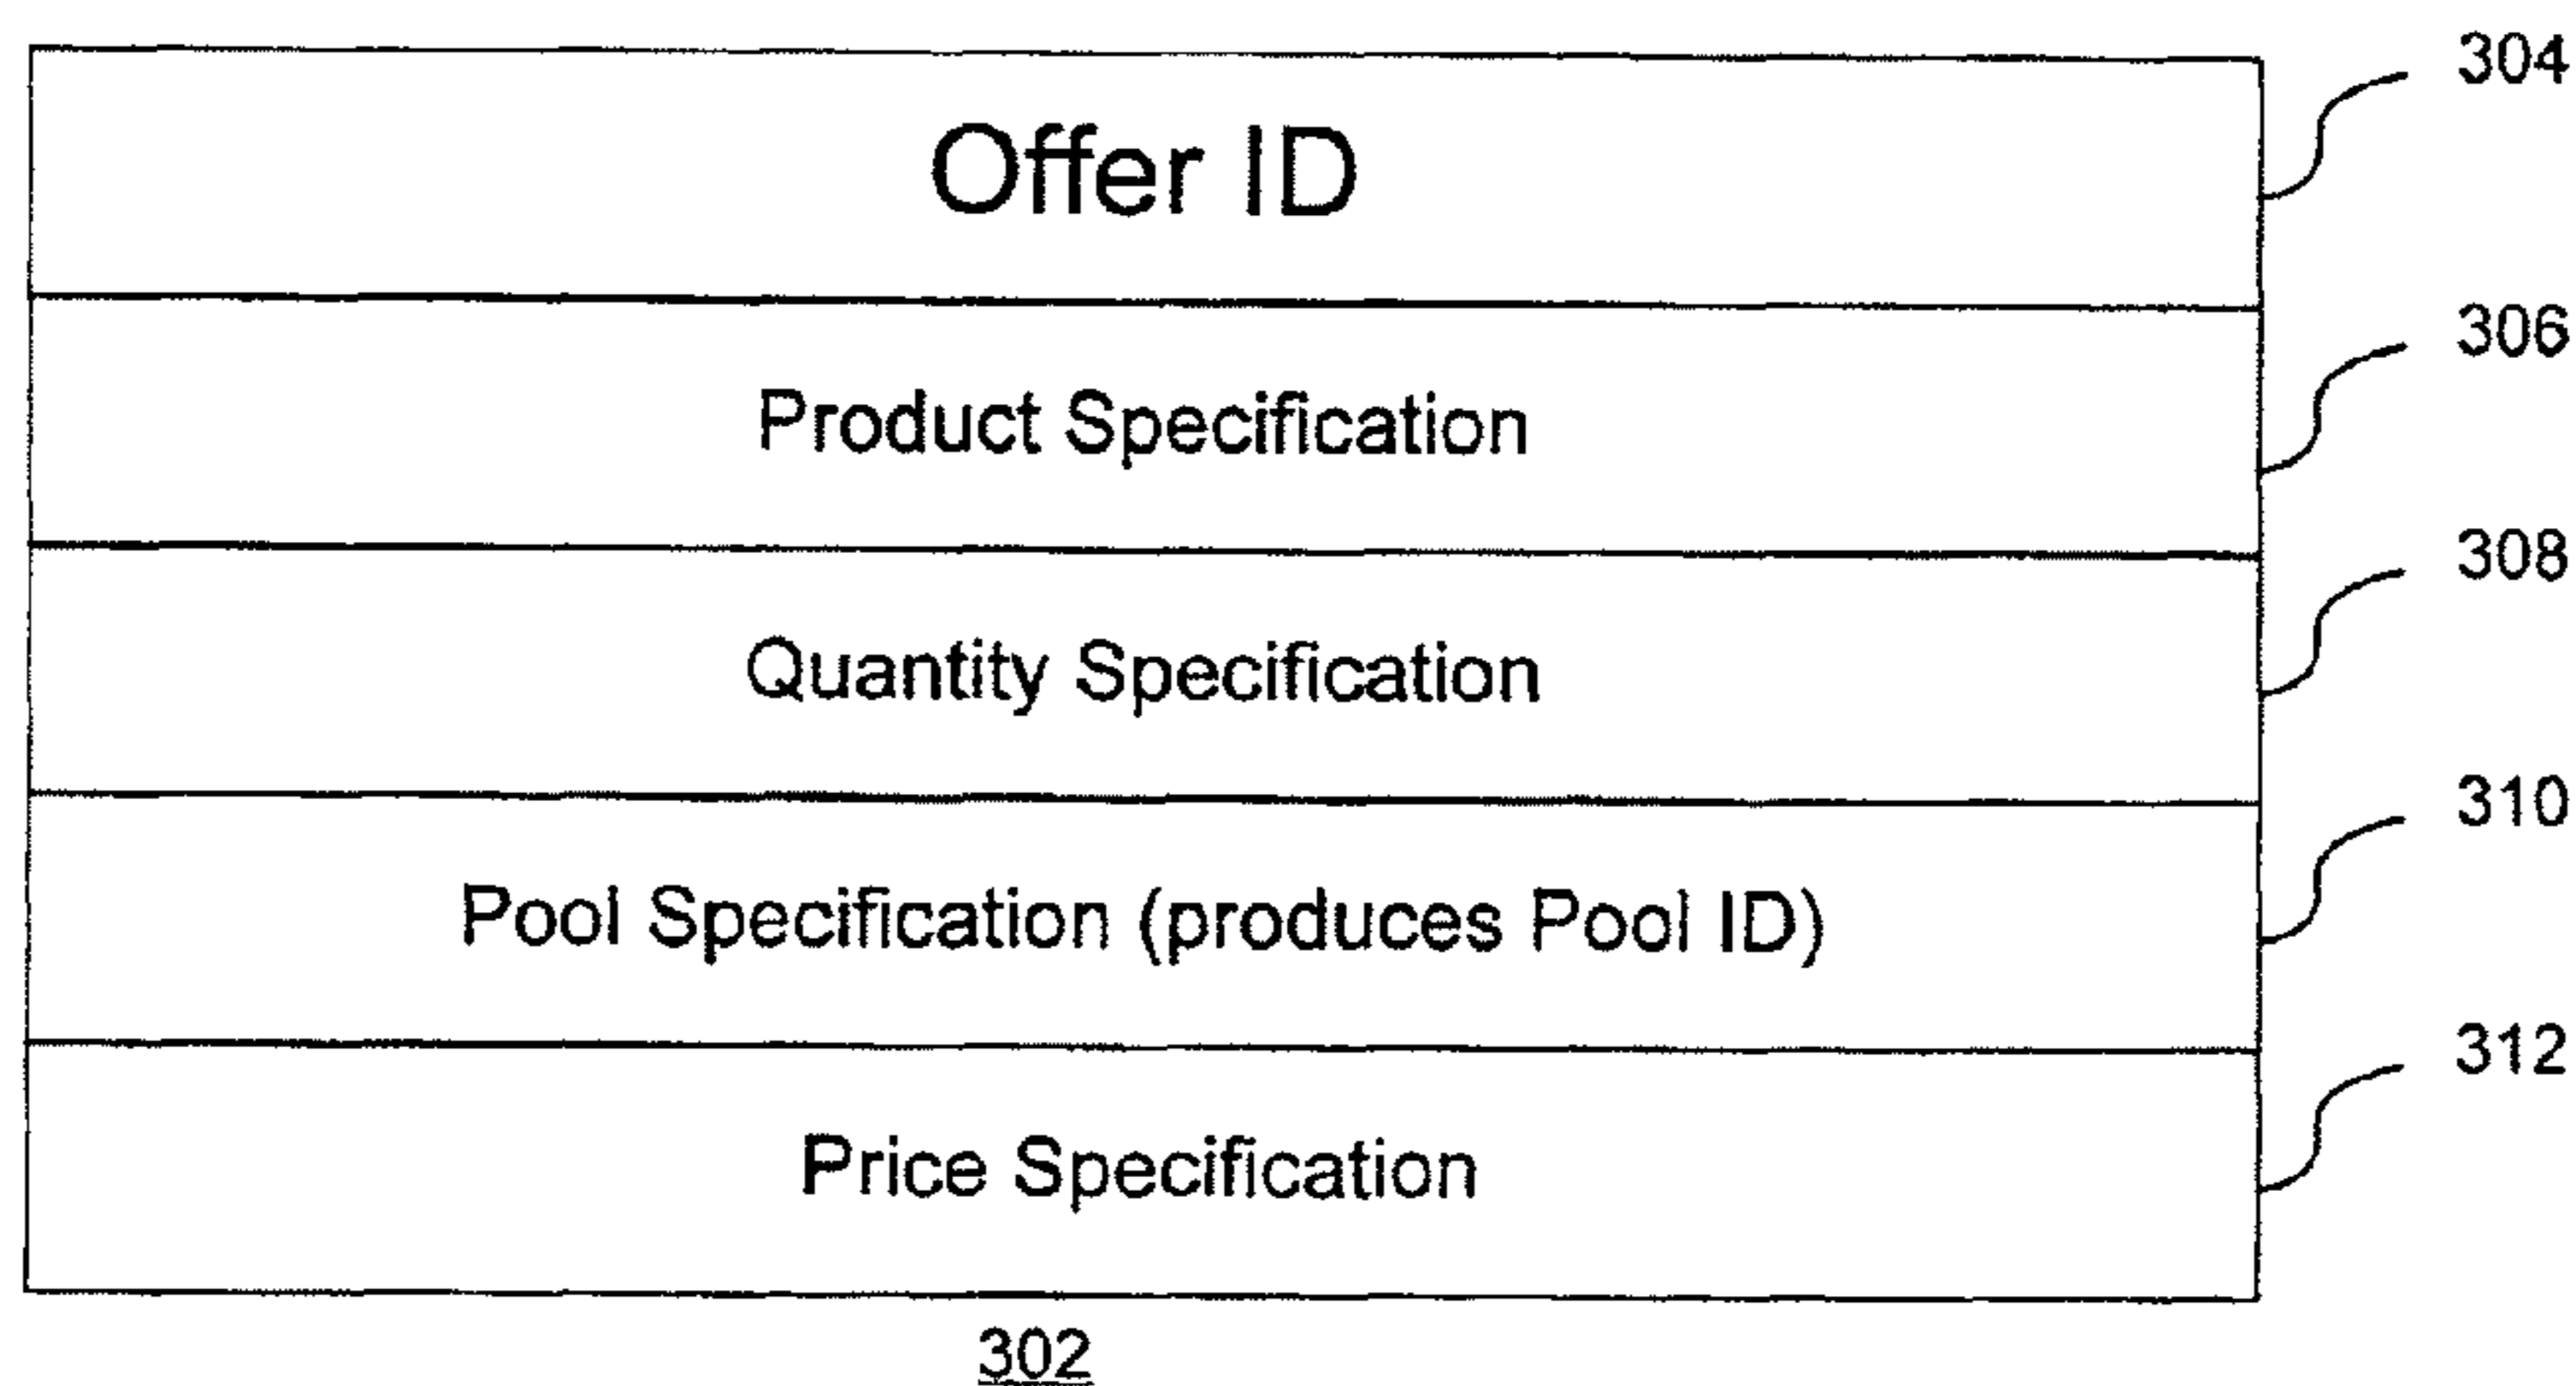 304
Offer ID
306
Product Specification
308
Quantity Specification
310
Pool Specification (produces Pool ID)
312
Price Specification
302